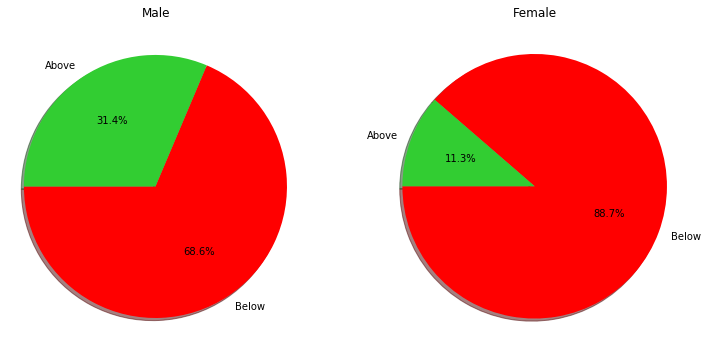 Male
Above
31.4%
68.6%
Below
Female
Above
11.3%
88.7%
Below